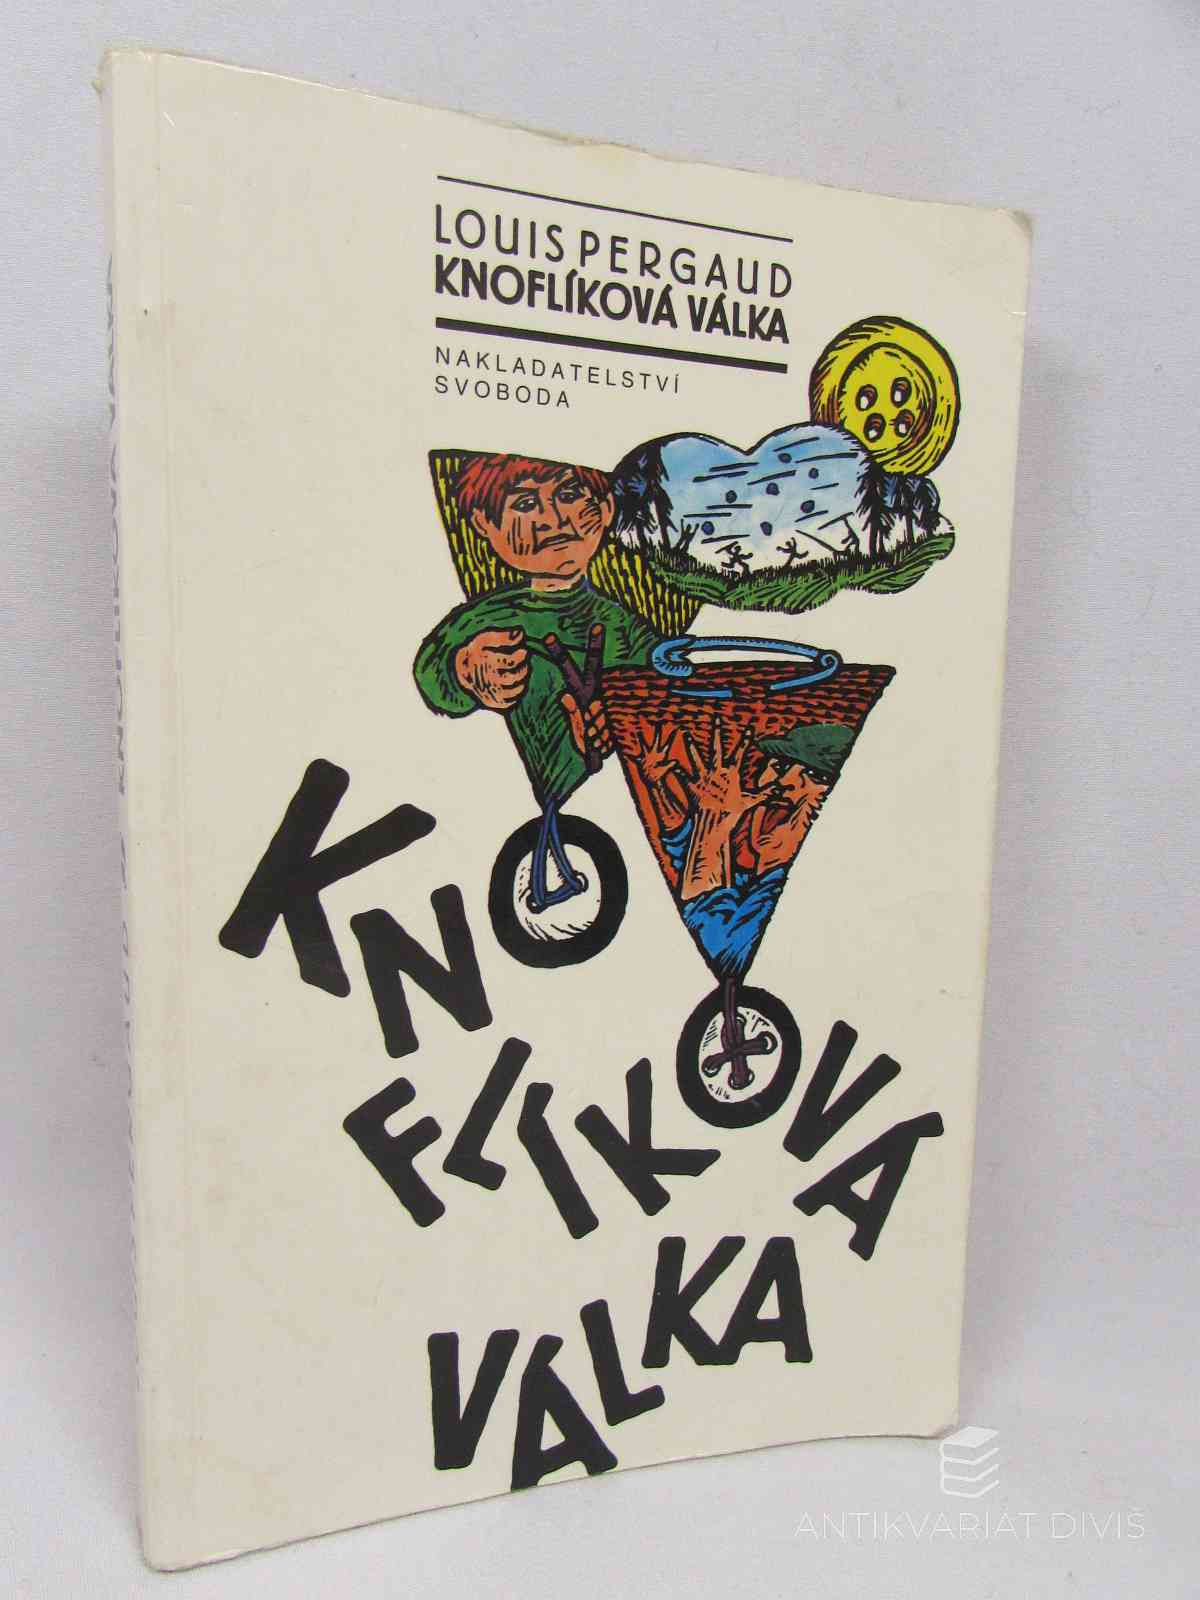 LOUIS PERGAUD
KNOFLÍKOVÁ VÁLKA
NAKLADATELSTVÍ
SVOBODA
KNO
FLÍKOVÁ
VÁLKA
ANTIKVARIÁT DIVIŠ